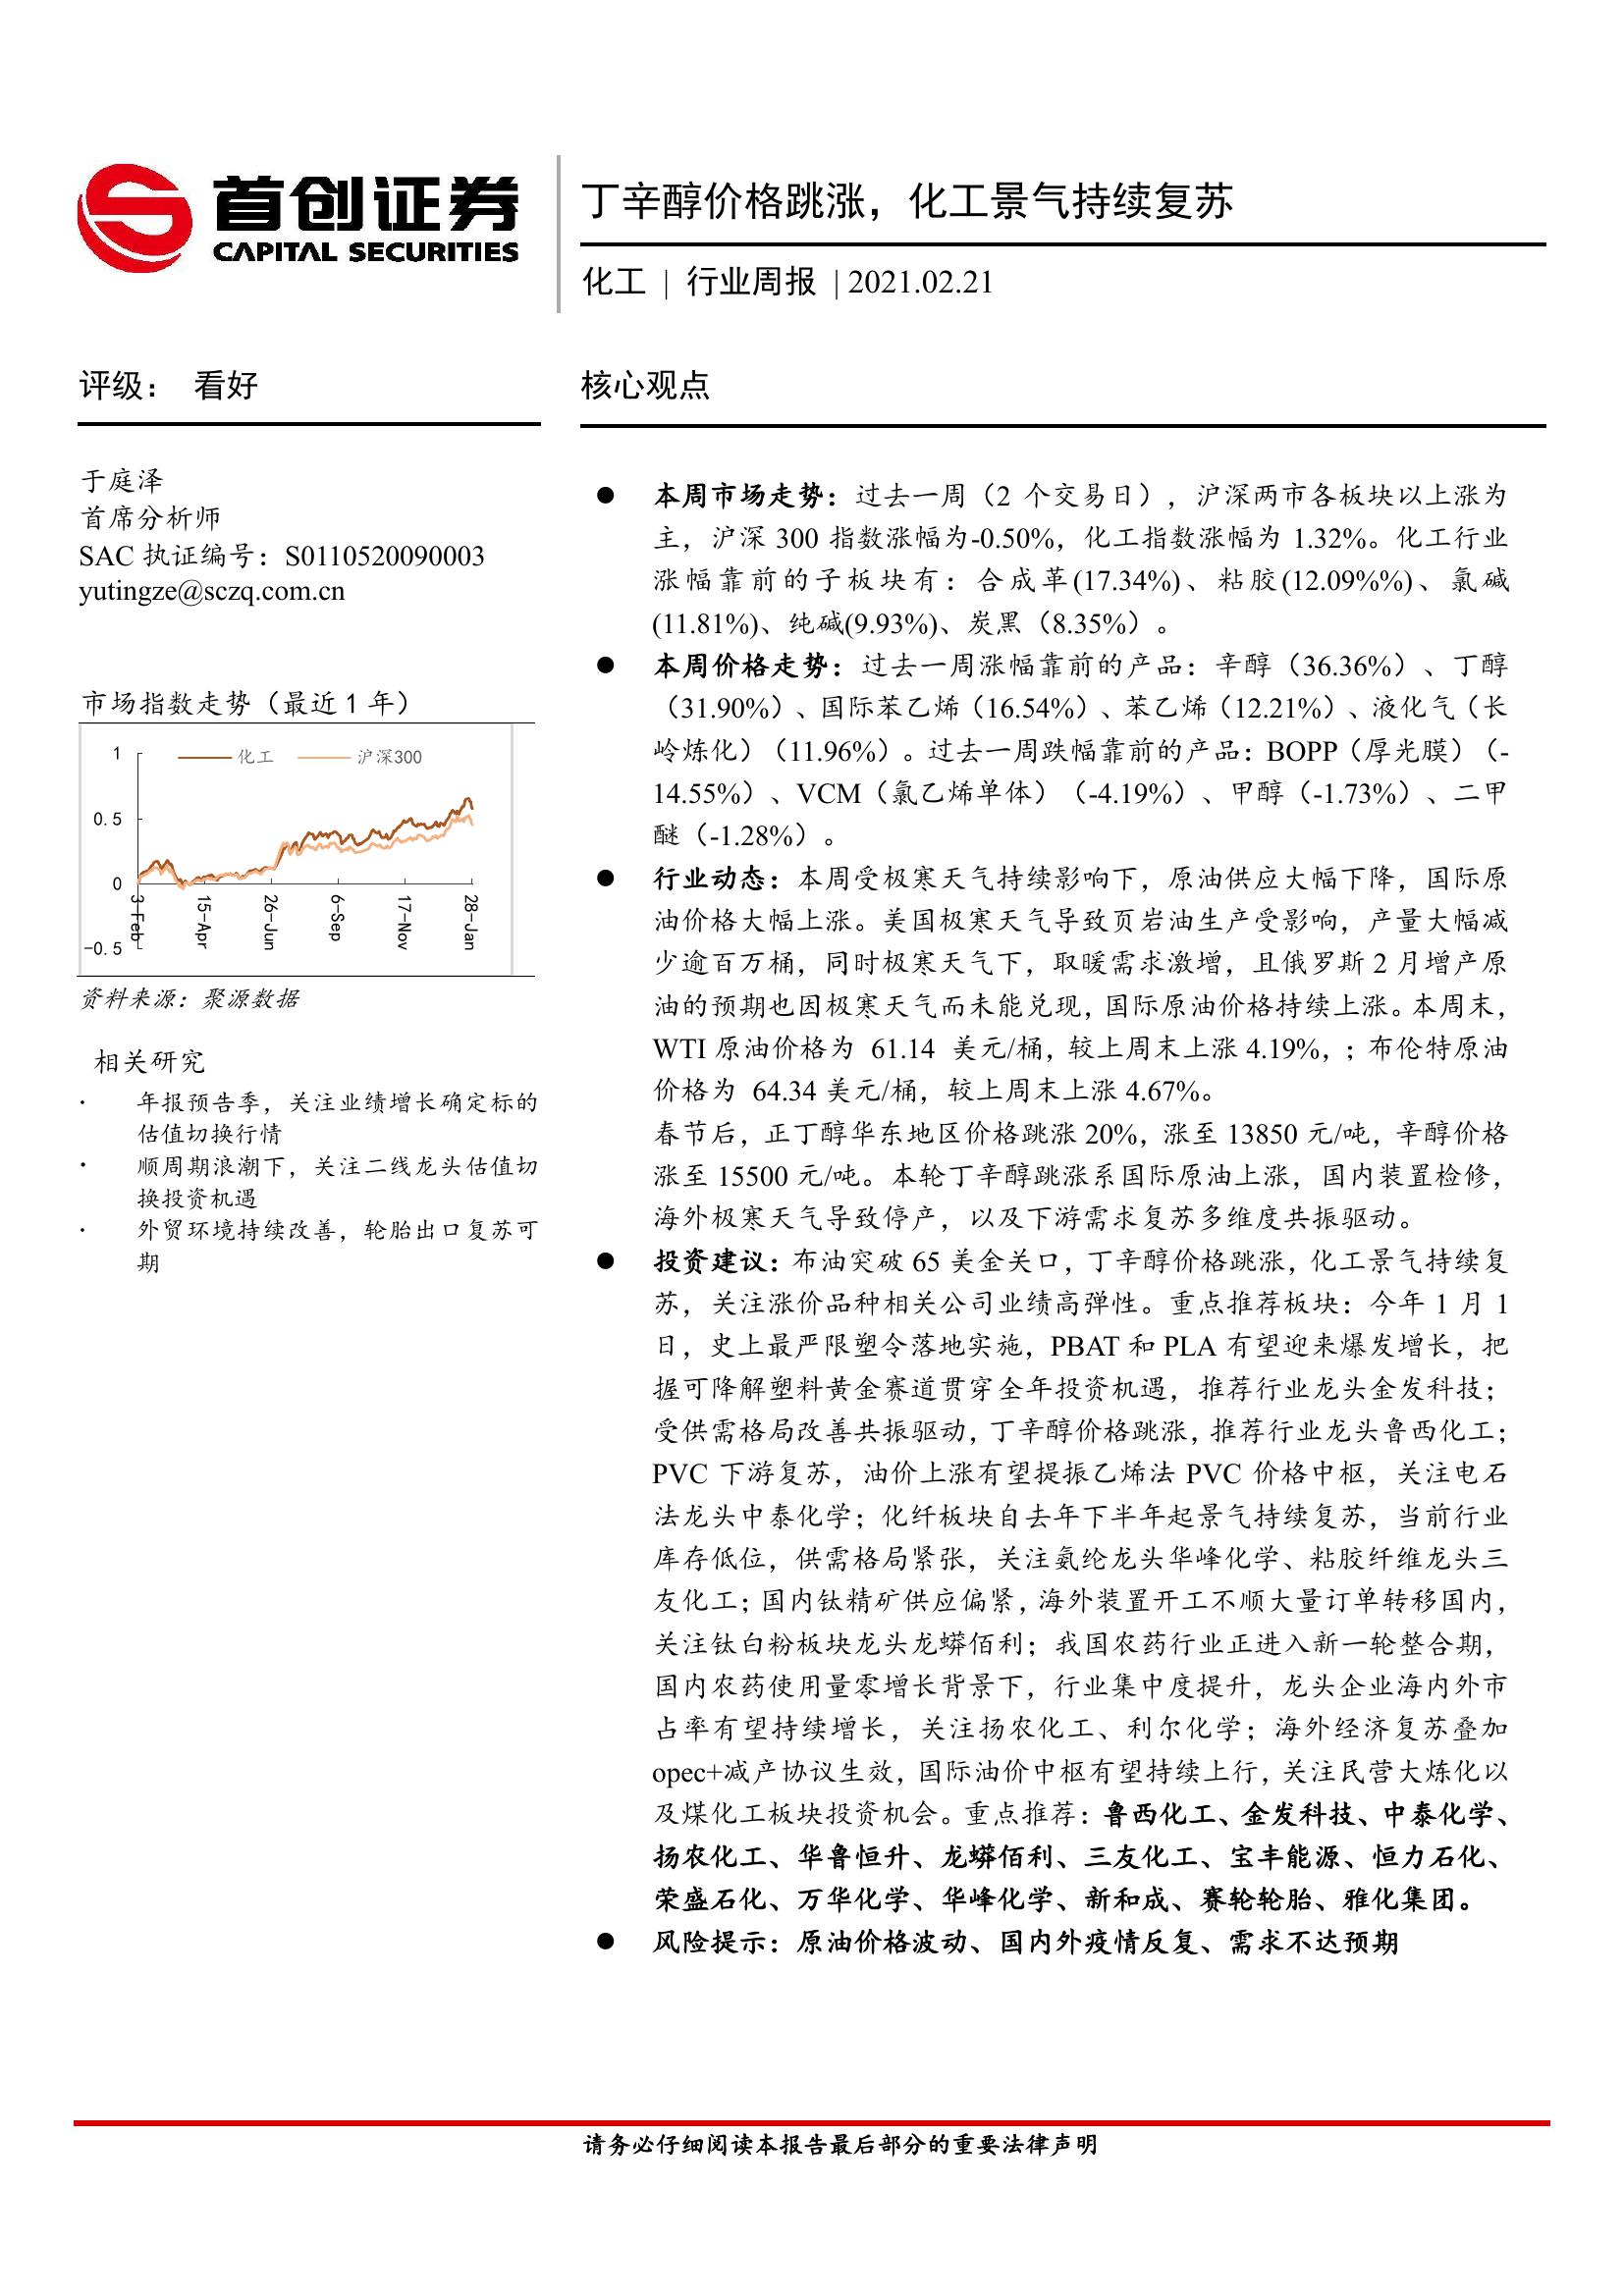 首创证券
CAPITAL SECURITIES
丁辛醇价格跳涨，化工景气持续复苏
化工 | 行业周报 | 2021.02.21
评级： 看好
于庭泽
首席分析师
SAC 执证编号：S0110520090003
yutingze@sczq.com.cn
市场指数走势（最近 1 年）
化工 沪深300
1
0.5
0
-0.5
3-Feb
15-Apr
26-Jun
6-Sep
17-Nov
28-Jan
资料来源：聚源数据
相关研究
· 年报预告季，关注业绩增长确定标的
估值切换行情
· 顺周期浪潮下，关注二线龙头估值切
换投资机遇
· 外贸环境持续改善，轮胎出口复苏可
期
核心观点
● 本周市场走势：过去一周（2 个交易日），沪深两市各板块以上涨为
主，沪深 300 指数涨幅为-0.50%，化工指数涨幅为 1.32%。化工行业
涨幅靠前的子板块有：合成革(17.34%)、粘胶(12.09%%)、氯碱
(11.81%)、纯碱(9.93%)、炭黑（8.35%）。
● 本周价格走势：过去一周涨幅靠前的产品：辛醇（36.36%）、丁醇
（31.90%）、国际苯乙烯（16.54%）、苯乙烯（12.21%）、液化气（长
岭炼化）（11.96%）。过去一周跌幅靠前的产品：BOPP（厚光膜）（-
14.55%）、VCM（氯乙烯单体）（-4.19%）、甲醇（-1.73%）、二甲
醚（-1.28%）。
● 行业动态：本周受极寒天气持续影响下，原油供应大幅下降，国际原
油价格大幅上涨。美国极寒天气导致页岩油生产受影响，产量大幅减
少逾百万桶，同时极寒天气下，取暖需求激增，且俄罗斯 2 月增产原
油的预期也因极寒天气而未能兑现，国际原油价格持续上涨。本周末，
WTI 原油价格为 61.14 美元/桶，较上周末上涨 4.19%，；布伦特原油
价格为 64.34 美元/桶，较上周末上涨 4.67%。
春节后，正丁醇华东地区价格跳涨 20%，涨至 13850 元/吨，辛醇价格
涨至 15500 元/吨。本轮丁辛醇跳涨系国际原油上涨，国内装置检修，
海外极寒天气导致停产，以及下游需求复苏多维度共振驱动。
● 投资建议：布油突破 65 美金关口，丁辛醇价格跳涨，化工景气持续复
苏，关注涨价品种相关公司业绩高弹性。重点推荐板块：今年 1 月 1
日，史上最严限塑令落地实施，PBAT 和 PLA 有望迎来爆发增长，把
握可降解塑料黄金赛道贯穿全年投资机遇，推荐行业龙头金发科技；
受供需格局改善共振驱动，丁辛醇价格跳涨，推荐行业龙头鲁西化工；
PVC 下游复苏，油价上涨有望提振乙烯法 PVC 价格中枢，关注电石
法龙头中泰化学；化纤板块自去年下半年起景气持续复苏，当前行业
库存低位，供需格局紧张，关注氨纶龙头华峰化学、粘胶纤维龙头三
友化工；国内钛精矿供应偏紧，海外装置开工不顺大量订单转移国内，
关注钛白粉板块龙头龙蟒佰利；我国农药行业正进入新一轮整合期，
国内农药使用量零增长背景下，行业集中度提升，龙头企业海内外市
占率有望持续增长，关注扬农化工、利尔化学；海外经济复苏叠加
opec+减产协议生效，国际油价中枢有望持续上行，关注民营大炼化以
及煤化工板块投资机会。重点推荐：鲁西化工、金发科技、中泰化学、
扬农化工、华鲁恒升、龙蟒佰利、三友化工、宝丰能源、恒力石化、
荣盛石化、万华化学、华峰化学、新和成、赛轮轮胎、雅化集团。
● 风险提示：原油价格波动、国内外疫情反复、需求不达预期
请务必仔细阅读本报告最后部分的重要法律声明